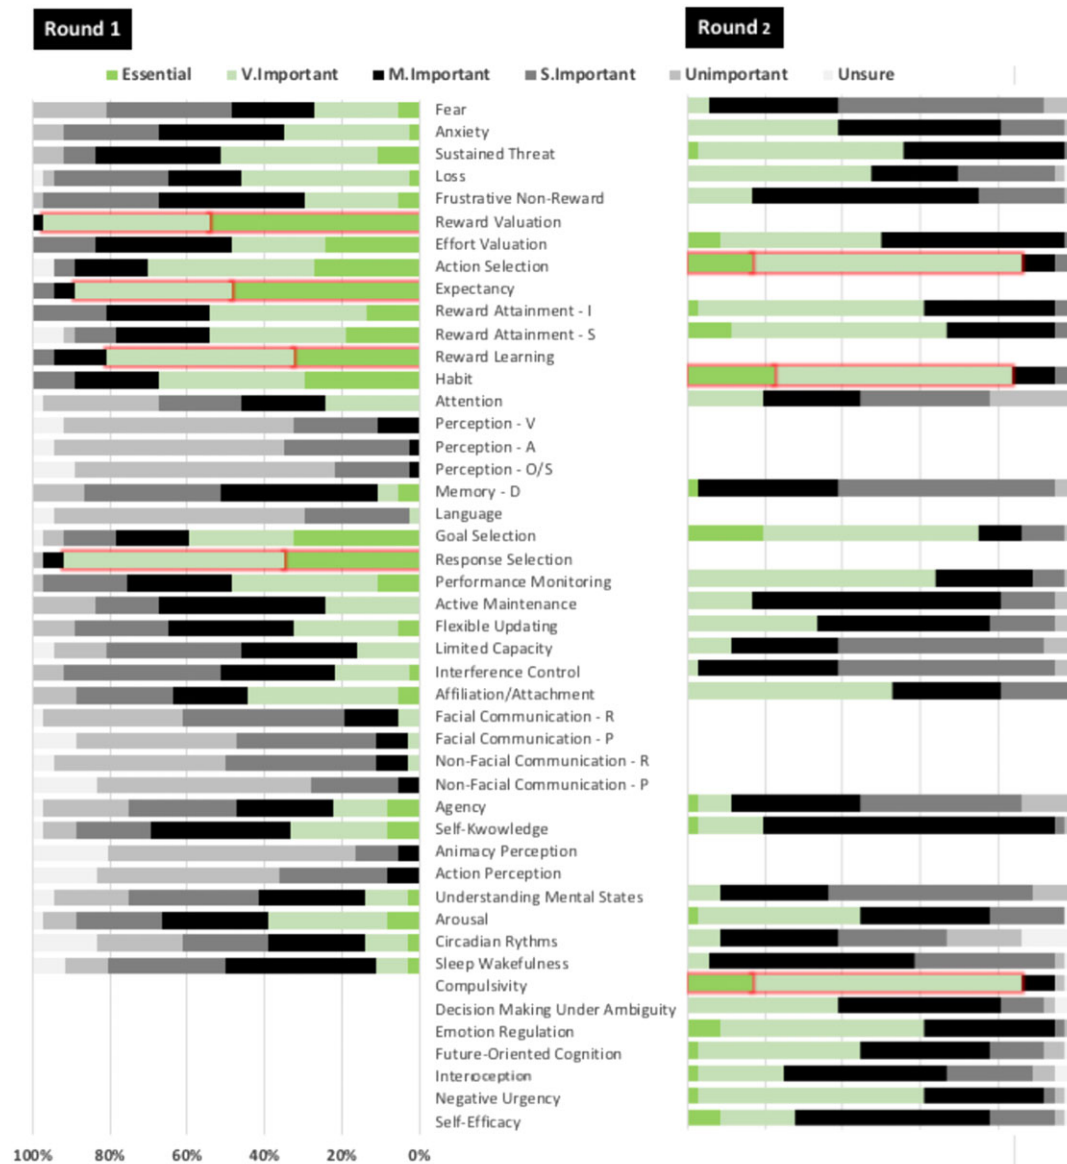 Round 1
Round 2
Essential V.Important M.Important S.Important Unimportant Unsure
Fear
Anxiety
Sustained Threat
Loss
Frustrative Non-Reward
Reward Valuation
Effort Valuation
Action Selection
Expectancy
Reward Attainment - I
Reward Attainment - S
Reward Learning
Habit
Attention
Perception - V
Perception - A
Perception - O/S
Memory - D
Language
Goal Selection
Response Selection
Performance Monitoring
Active Maintenance
Flexible Updating
Limited Capacity
Interference Control
Affiliation/Attachment
Facial Communication - R
Facial Communication - P
Non-Facial Communication - R
Non-Facial Communication - P
Agency
Self-Kwowledge
Animacy Perception
Action Perception
Understanding Mental States
Arousal
Circadian Rythms
Sleep Wakefulness
Compulsivity
Decision Making Under Ambiguity
Emotion Regulation
Future-Oriented Cognition
Interoception
Negative Urgency
Self-Efficacy
100% 80% 60% 40% 20% 0%